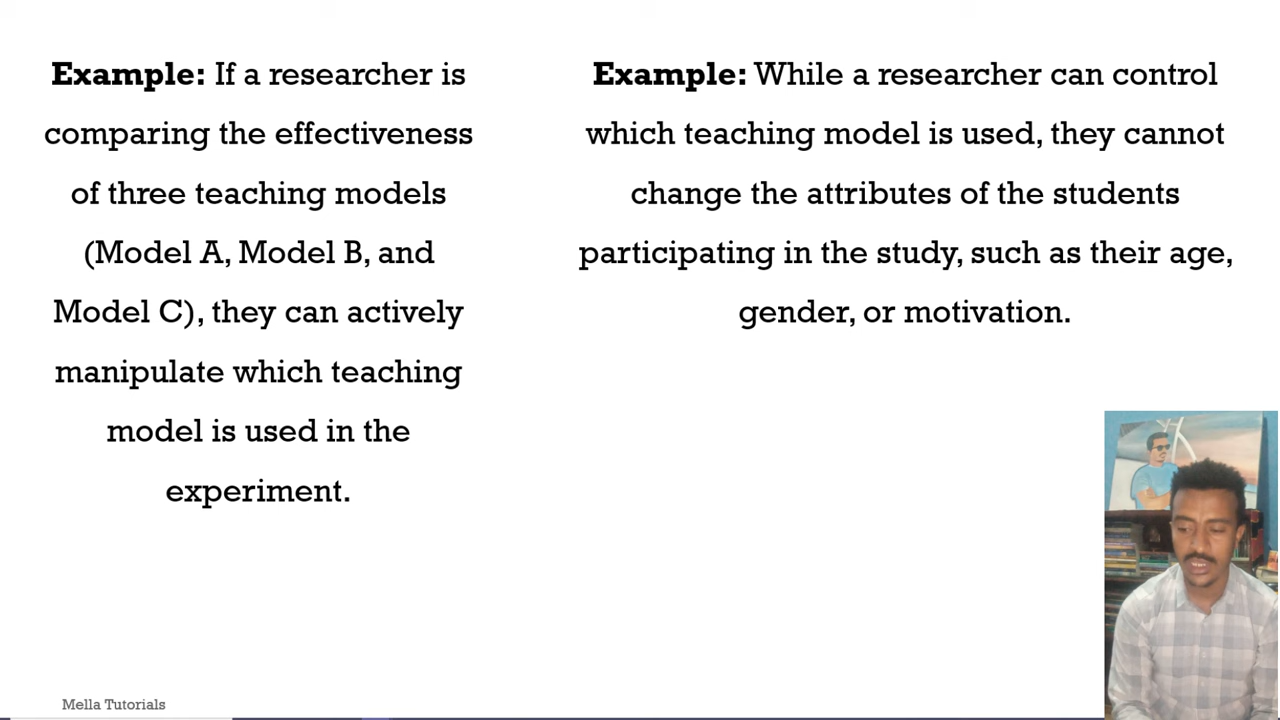 Example: If a researcher is
comparing the effectiveness
of three teaching models
(Model A, Model B, and
Model C), they can actively
manipulate which teaching
model is used in the
experiment.
Example: While a researcher can control
which teaching model is used, they cannot
change the attributes of the students
participating in the study, such as their age,
gender, or motivation.
Mella Tutorials